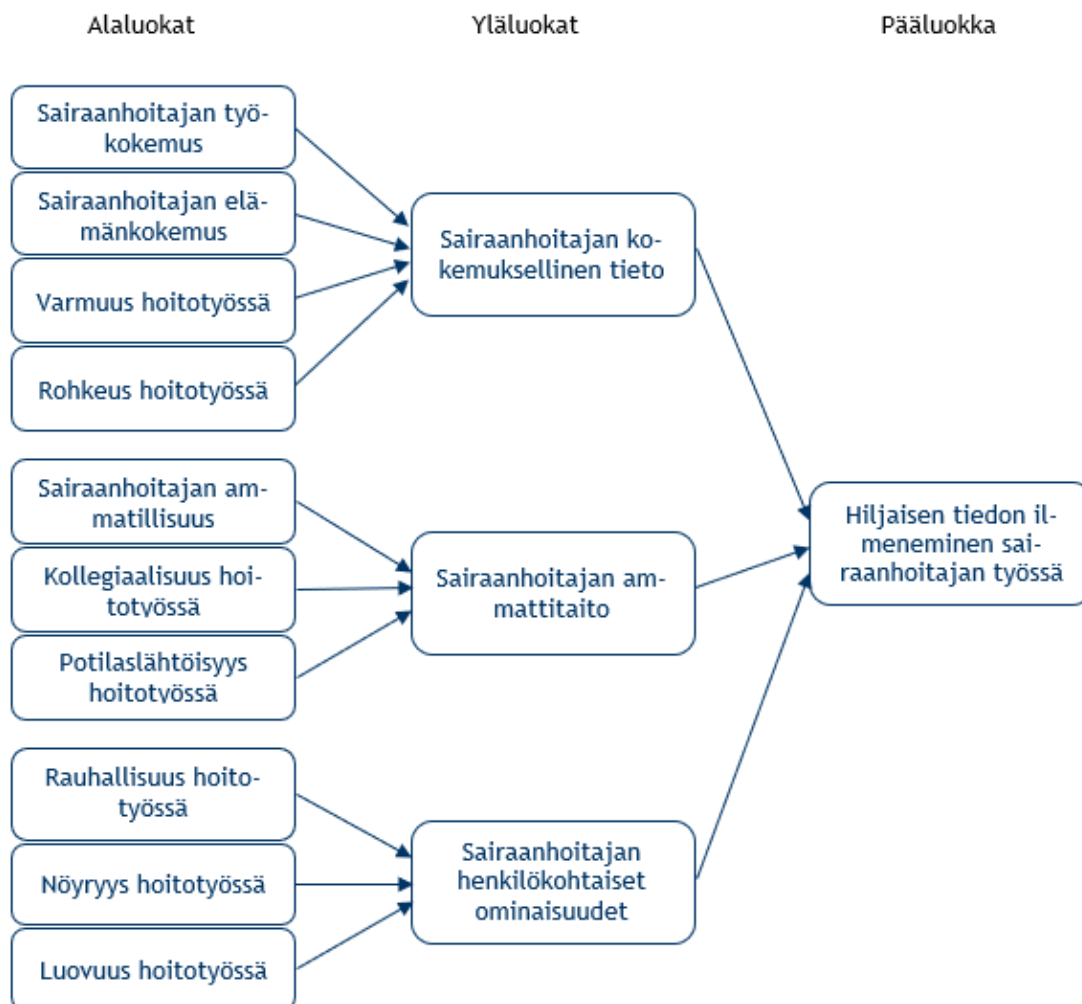 Alaluokat
Yläluokat
Pääluokka
Sairaanhoitajan työ-
kokemus
Sairaanhoitajan elä-
mänkokemus
Varmuus hoitotyössä
Rohkeus hoitotyössä
Sairaanhoitajan ko-
kemuksellinen tieto
Sairaanhoitajan am-
matillisuus
Kollegiaalisuus hoi-
totyössä
Potilaslähtöisyys
hoitotyössä
Sairaanhoitajan am-
mattitaito
Rauhallisuus hoito-
työssä
Nöyryys hoitotyössä
Luovuus hoitotyössä
Sairaanhoitajan
henkilökohtaiset
ominaisuudet
Hiljaisen tiedon il-
meneminen sai-
raanhoitajan työssä